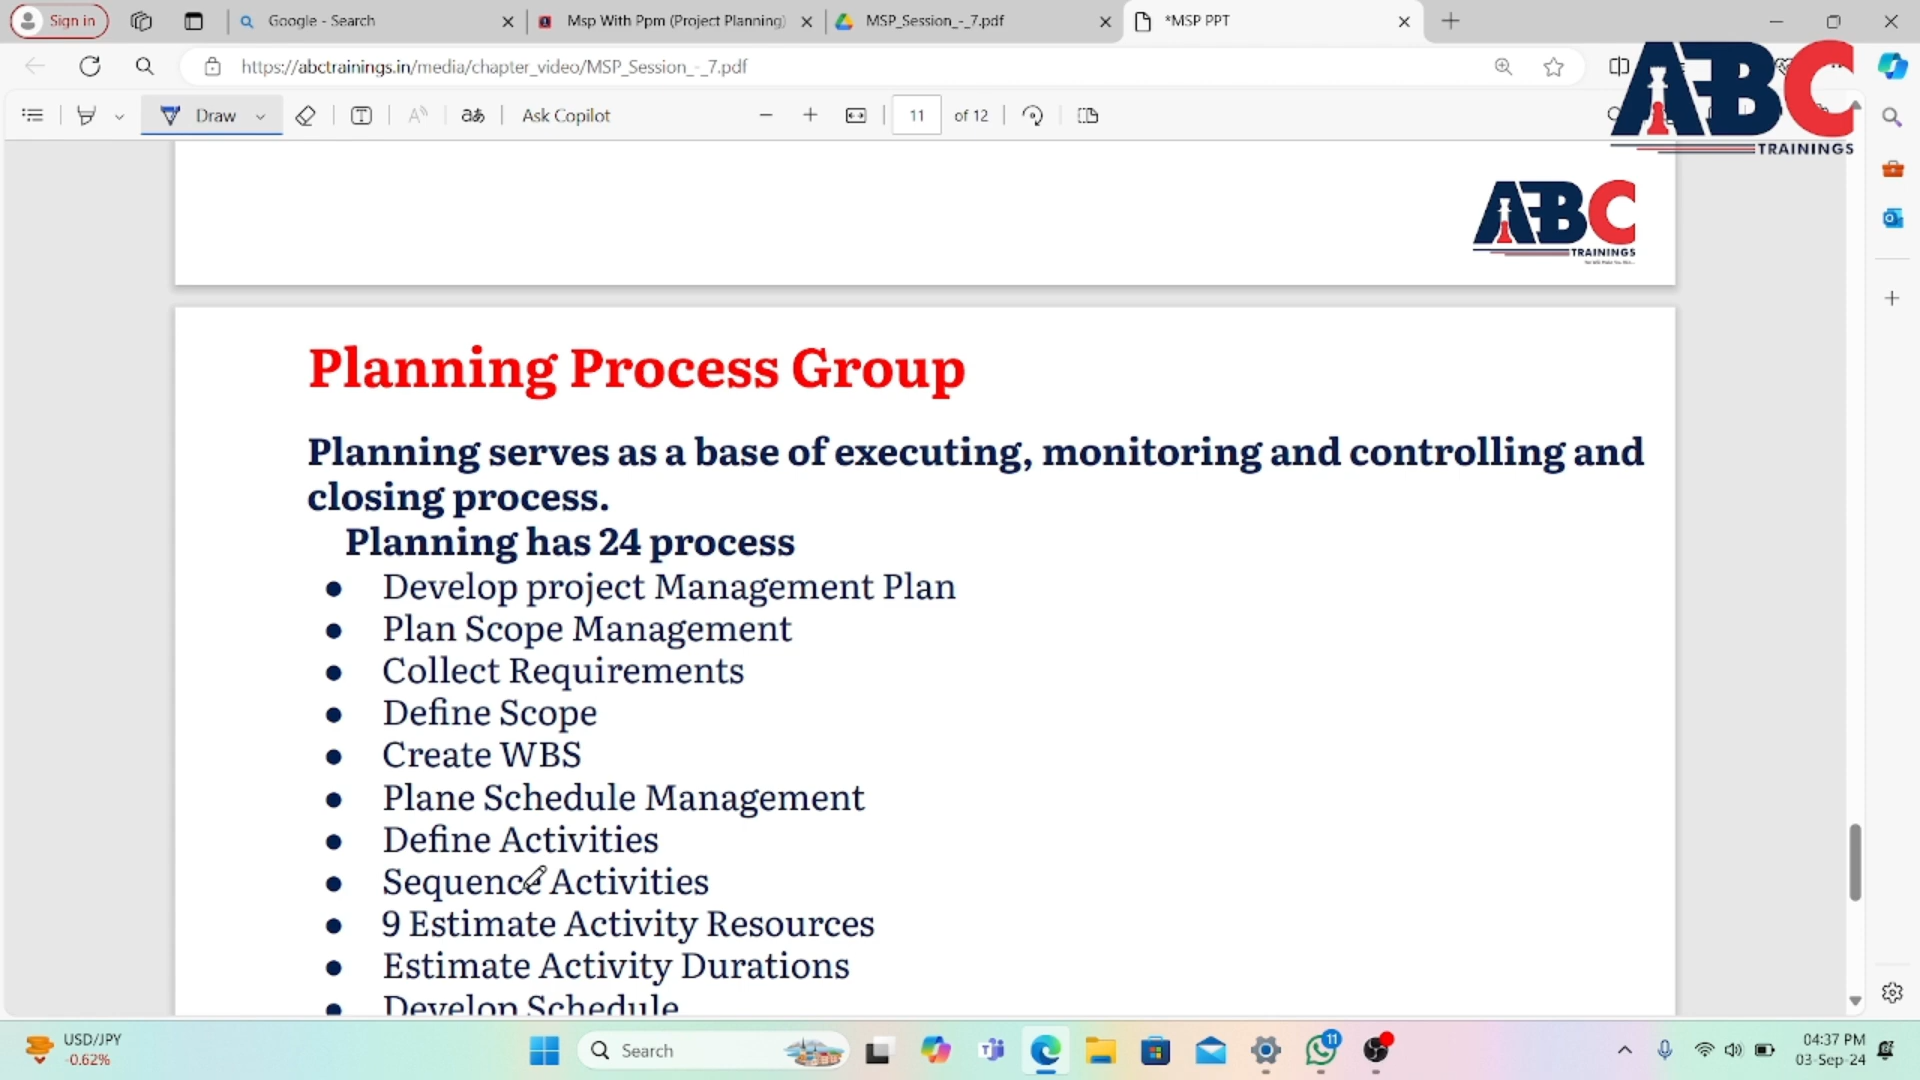 Sign in
Google - Search
Msp With Ppm (Project Planning)
MSP_Session_-_7.pdf
*MSP PPT
https://abctrainings.in/media/chapter_video/MSP_Session_-_7.pdf
Draw
Ask Copilot
11 of 12
ABC
TRAININGS
ABC
TRAININGS
Planning Process Group
Planning serves as a base of executing, monitoring and controlling and
closing process.
Planning has 24 process
● Develop project Management Plan
● Plan Scope Management
● Collect Requirements
● Define Scope
● Create WBS
● Plane Schedule Management
● Define Activities
● Sequence Activities
● 9 Estimate Activity Resources
● Estimate Activity Durations
● Develop Schedule
USD/JPY
-0.62%
Search
11
04:37 PM
03-Sep-24